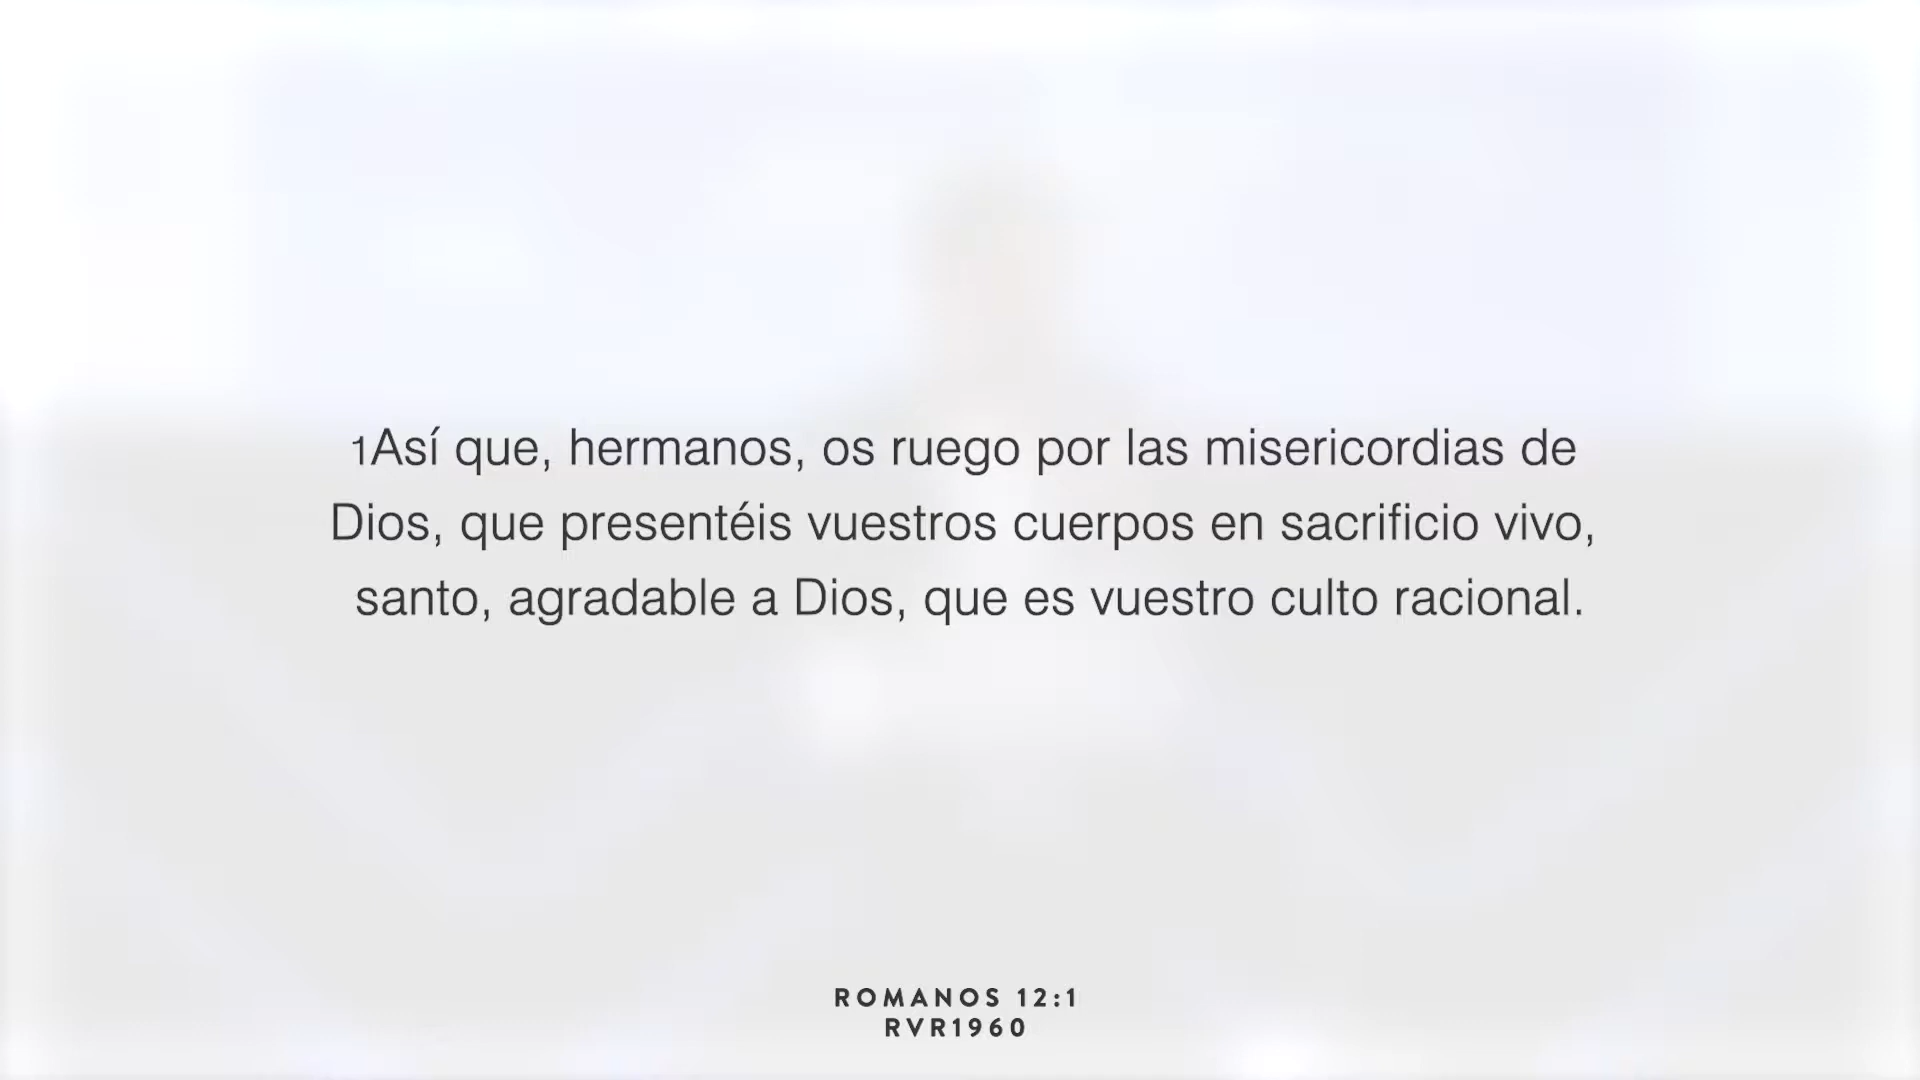 1Así que, hermanos, os ruego por las misericordias de
Dios, que presentéis vuestros cuerpos en sacrificio vivo,
santo, agradable a Dios, que es vuestro culto racional.
ROMANOS 12:1
RVR1960